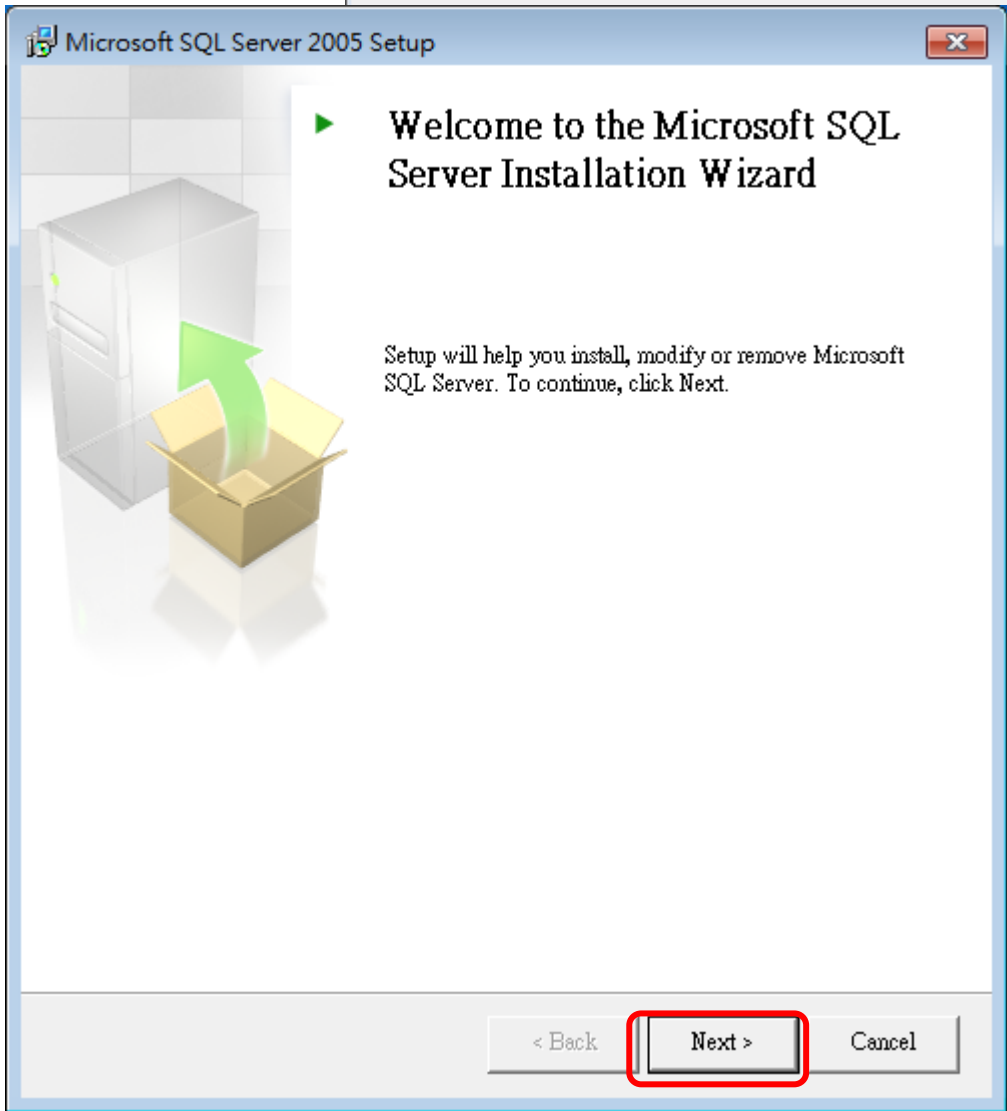 Microsoft SQL Server 2005 Setup
Welcome to the Microsoft SQL
Server Installation Wizard
Setup will help you install, modify or remove Microsoft
SQL Server. To continue, click Next.
< Back
Next >
Cancel